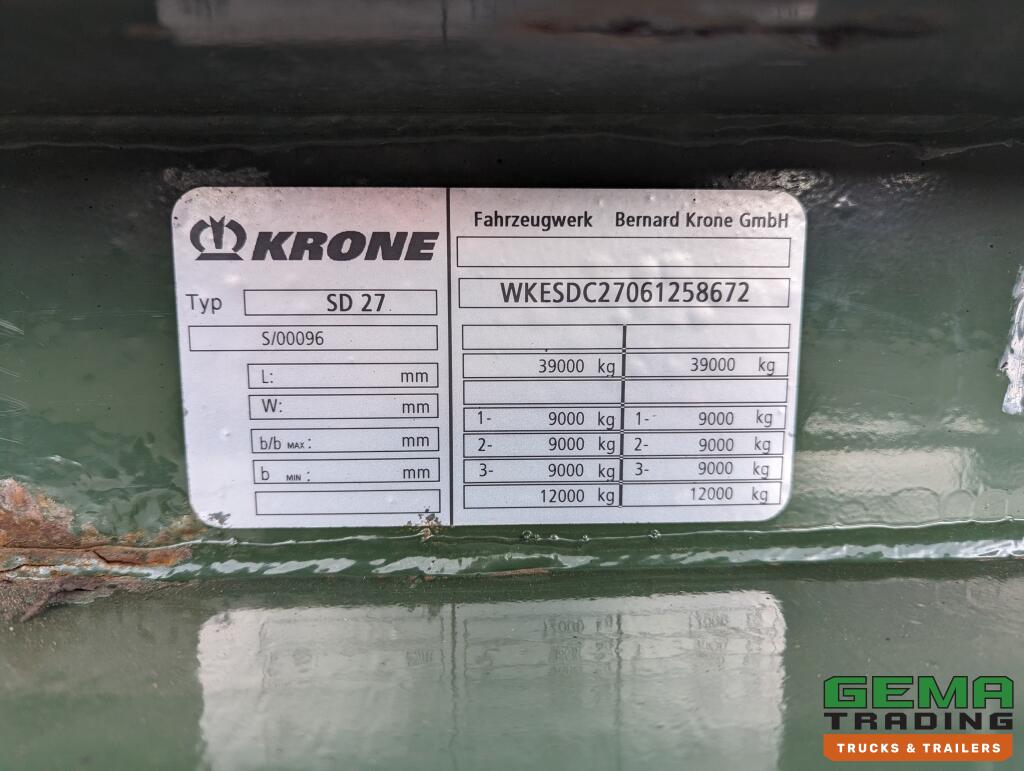 KRONE
Typ SD 27
S/00096
L: mm
W: mm
b/b MAX : mm
b MIN : mm
Fahrzeugwerk Bernard Krone GmbH
WKESDC27061258672
39000 kg 39000 kg
1- 9000 kg 1- 9000 kg
2- 9000 kg 2- 9000 kg
3- 9000 kg 3- 9000 kg
12000 kg 12000 kg
GEMA
TRADING
TRUCKS & TRAILERS